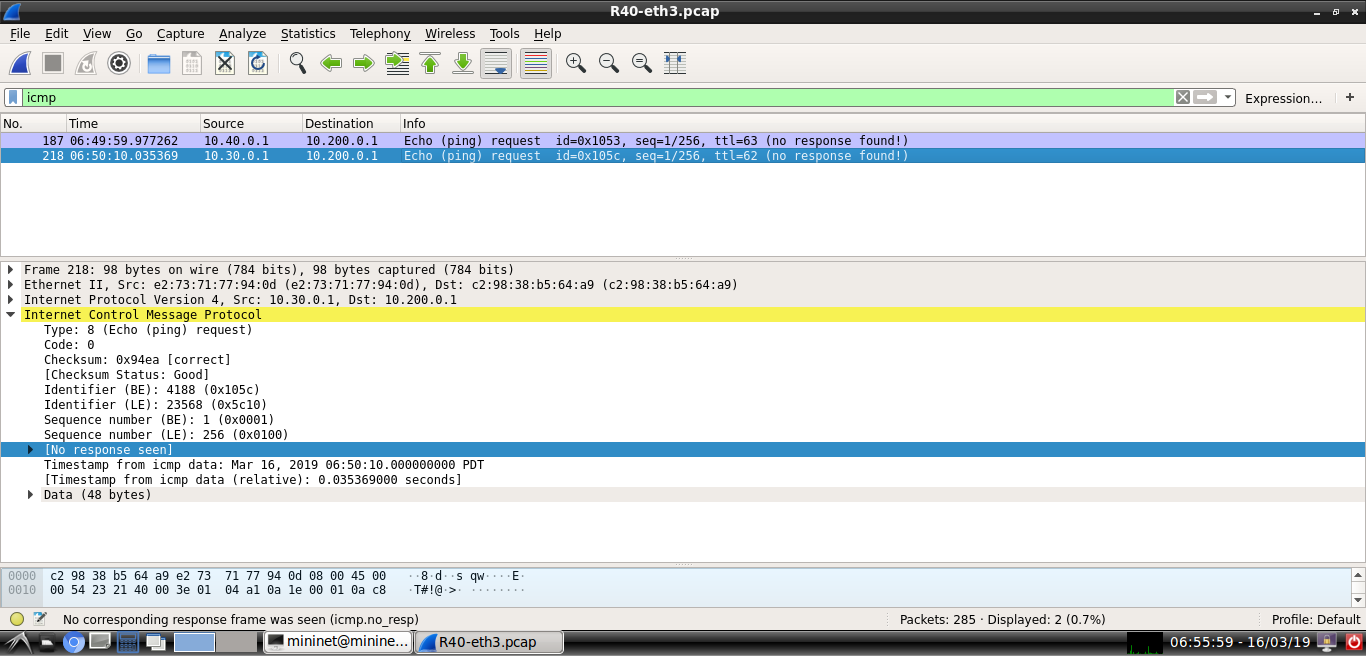 R40-eth3.pcap
File Edit View Go Capture Analyze Statistics Telephony Wireless Tools Help
icmp Expression… +
No. Time Source Destination Info
187 06:49:59.977262 10.40.0.1 10.200.0.1 Echo (ping) request id=0x1053, seq=1/256, ttl=63 (no response found!)
218 06:50:10.035369 10.30.0.1 10.200.0.1 Echo (ping) request id=0x105c, seq=1/256, ttl=62 (no response found!)
Frame 218: 98 bytes on wire (784 bits), 98 bytes captured (784 bits)
Ethernet II, Src: e2:73:71:77:94:0d (e2:73:71:77:94:0d), Dst: c2:98:38:b5:64:a9 (c2:98:38:b5:64:a9)
Internet Protocol Version 4, Src: 10.30.0.1, Dst: 10.200.0.1
Internet Control Message Protocol
Type: 8 (Echo (ping) request)
Code: 0
Checksum: 0x94ea [correct]
[Checksum Status: Good]
Identifier (BE): 4188 (0x105c)
Identifier (LE): 23568 (0x5c10)
Sequence number (BE): 1 (0x0001)
Sequence number (LE): 256 (0x0100)
[No response seen]
Timestamp from icmp data: Mar 16, 2019 06:50:10.000000000 PDT
[Timestamp from icmp data (relative): 0.035369000 seconds]
Data (48 bytes)
0000 c2 98 38 b5 64 a9 e2 73 71 77 94 0d 08 00 45 00 ··8·d··s qw····E·
0010 00 54 23 21 40 00 3e 01 04 a1 0a 1e 00 01 0a c8 ·T#!@·>· ········
No corresponding response frame was seen (icmp.no_resp) Packets: 285 · Displayed: 2 (0.7%) Profile: Default
mininet@minine... R40-eth3.pcap 06:55:59 - 16/03/19